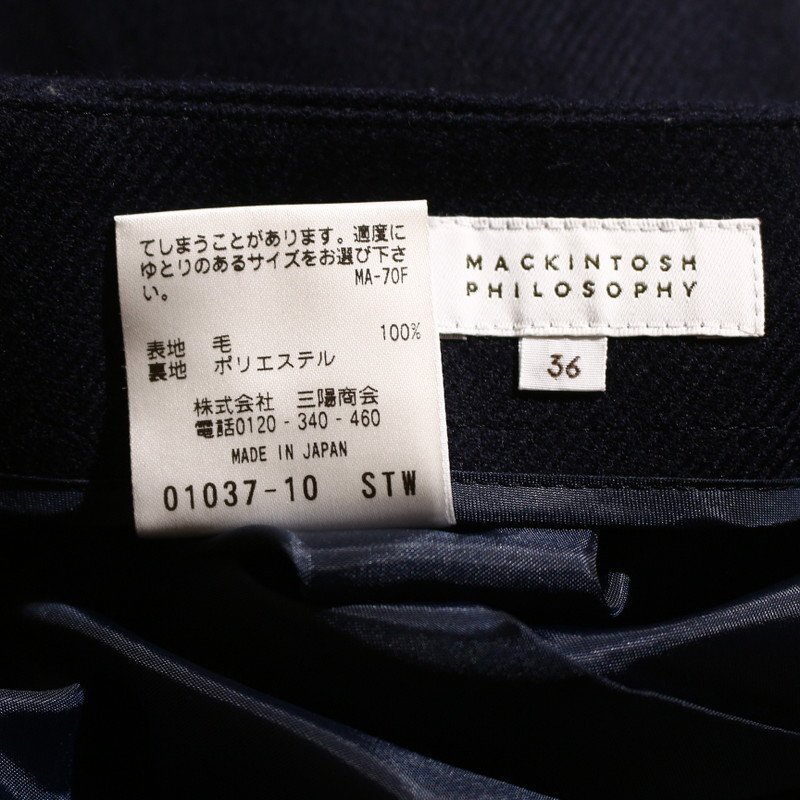 てしまうことがあります。適度に
ゆとりのあるサイズをお選び下さ
い。
MA-70F
表地 毛 100%
裏地 ポリエステル
株式会社 三陽商会
電話0120-340-460
MADE IN JAPAN
01037-10 STW
MACKINTOSH
PHILOSOPHY
36